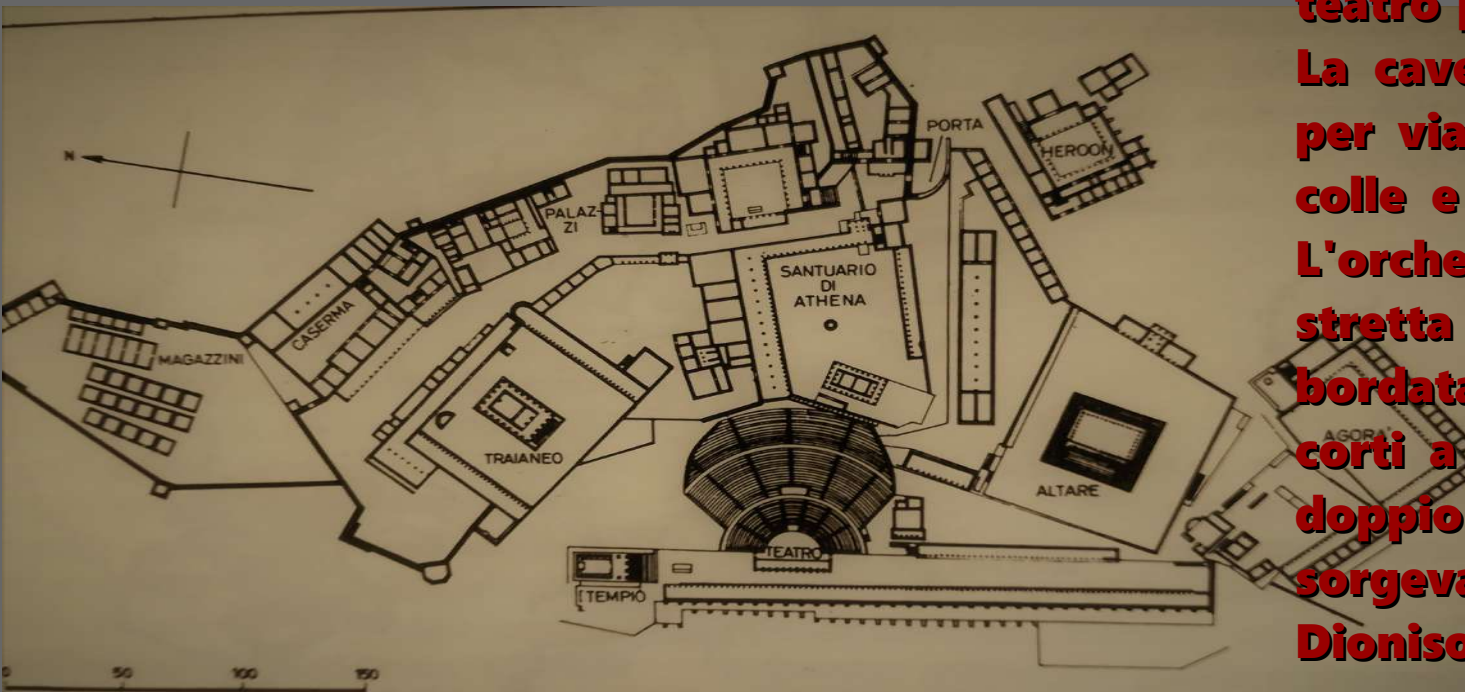 teatro
La cave
per via
colle e
L'orche
stretta
bordata
corti a
doppio
sorgeva
Dioniso
PORTA
HEROON
N
PALAZ-
ZI
SANTUARIO
DI
ATHENA
CASERMA
MAGAZZINI
TRAIANEO
AGORA'
ALTARE
TEATRO
TEMPIO
0 50 100 150